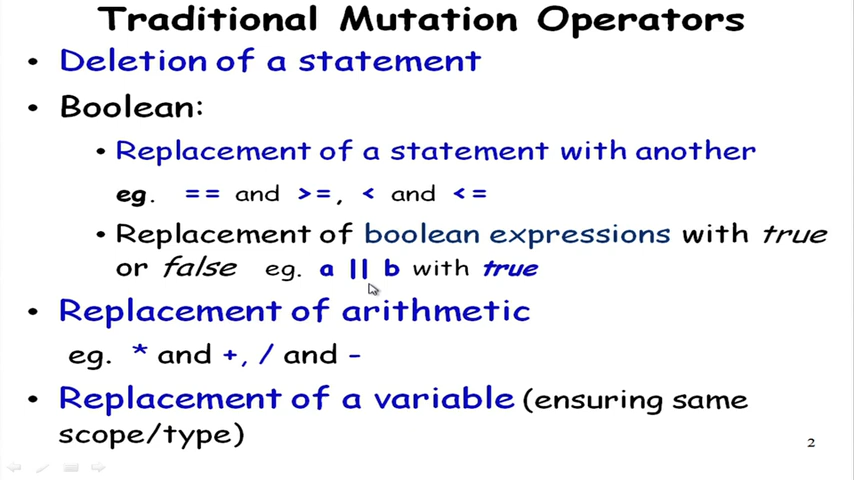 Traditional Mutation Operators
• Deletion of a statement
• Boolean:
• Replacement of a statement with another
eg. == and >=, < and <=
• Replacement of boolean expressions with true
or false eg. a || b with true
• Replacement of arithmetic
eg. * and +, / and -
• Replacement of a variable (ensuring same
scope/type)
2